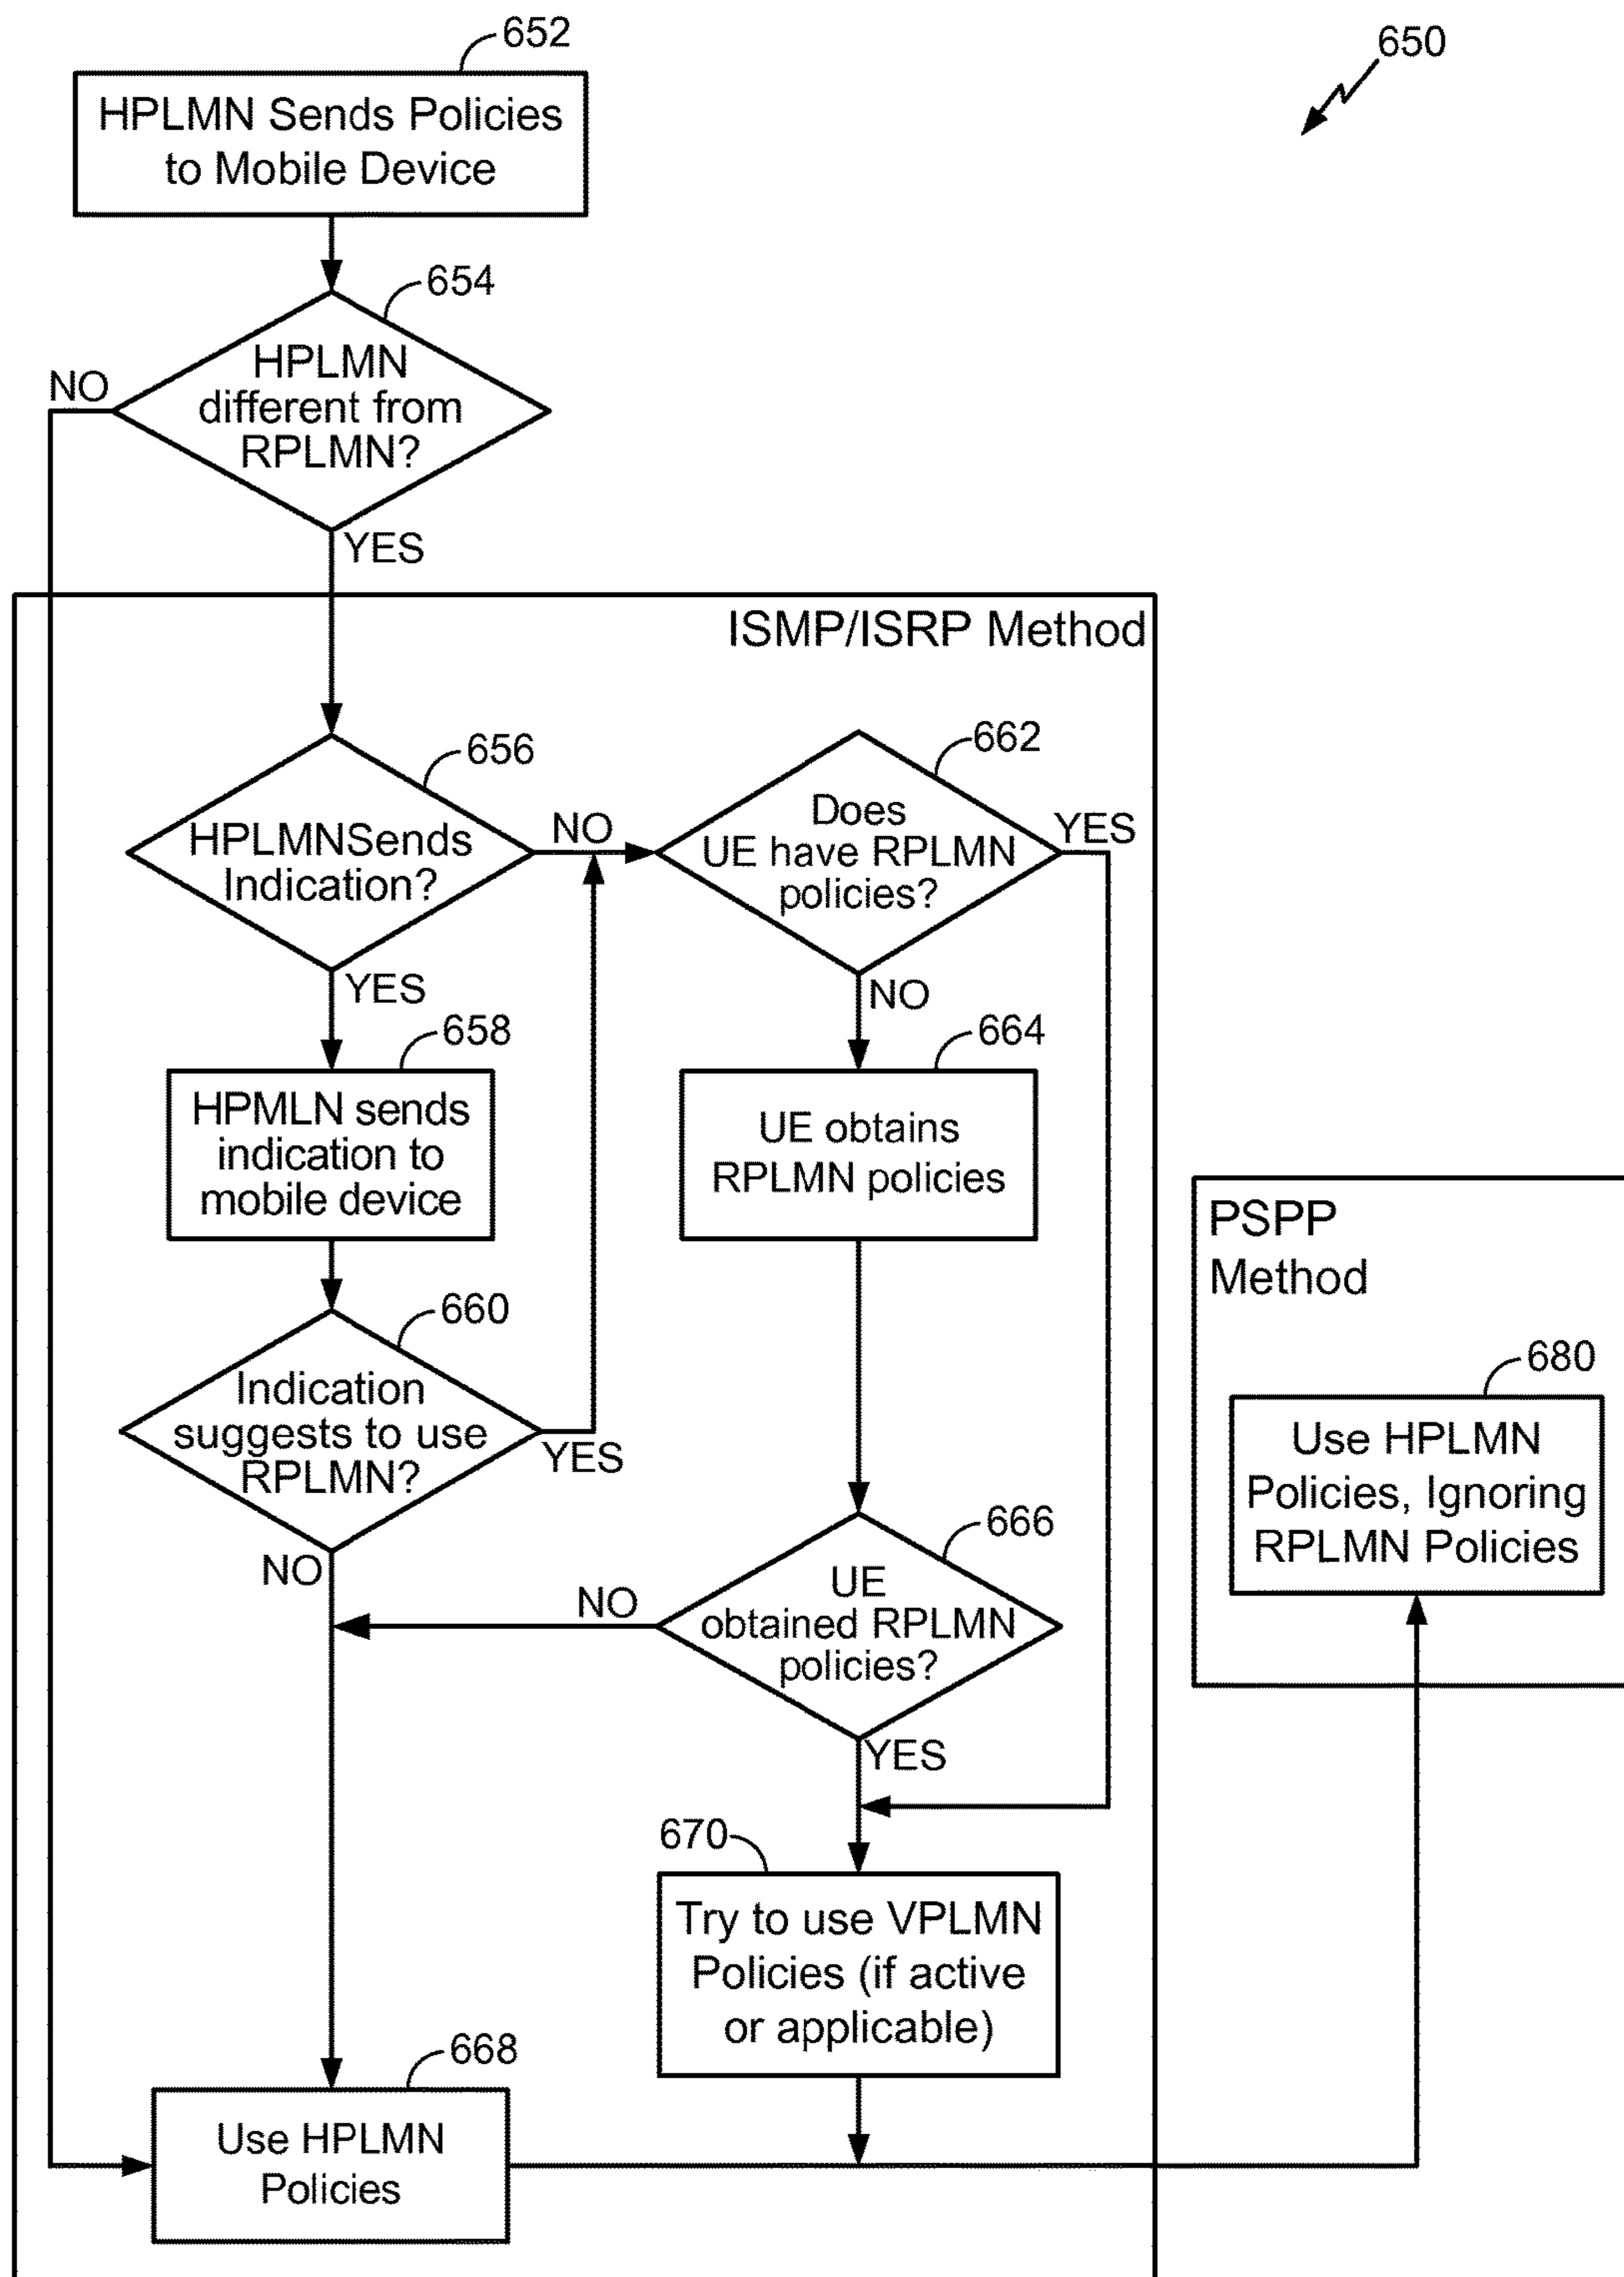 652
650
HPLMN Sends Policies
to Mobile Device
654
HPLMN
different from
RPLMN?
NO
YES
ISMP/ISRP Method
656
HPLMNSends
Indication?
NO
YES
662
Does
UE have RPLMN
policies?
YES
NO
658
HPMLN sends
indication to
mobile device
664
UE obtains
RPLMN policies
660
Indication
suggests to use
RPLMN?
YES
NO
666
UE
obtained RPLMN
policies?
NO
YES
PSPP
Method
680
Use HPLMN
Policies, Ignoring
RPLMN Policies
670
Try to use VPLMN
Policies (if active
or applicable)
668
Use HPLMN
Policies